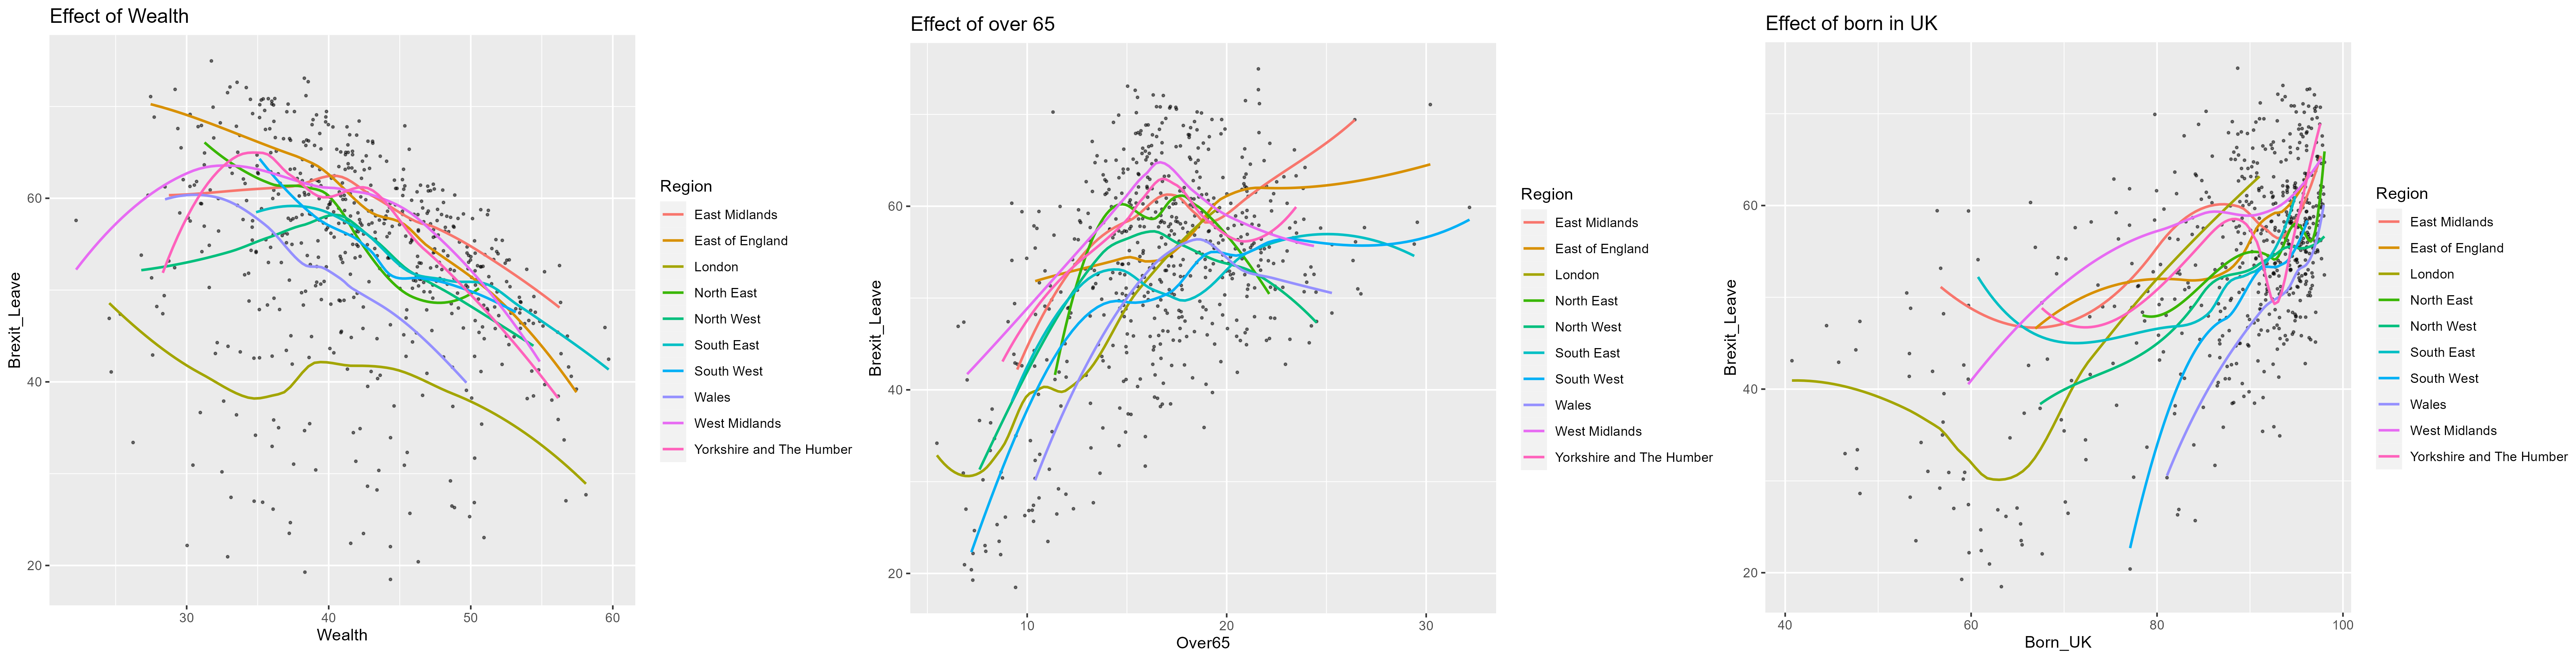 Effect of Wealth
Brexit_Leave
60
40
20
30 40 50 60
Wealth
Region
East Midlands
East of England
London
North East
North West
South East
South West
Wales
West Midlands
Yorkshire and The Humber
Effect of over 65
Brexit_Leave
60
40
20
10 20 30
Over65
Region
East Midlands
East of England
London
North East
North West
South East
South West
Wales
West Midlands
Yorkshire and The Humber
Effect of born in UK
Brexit_Leave
60
40
20
40 60 80 100
Born_UK
Region
East Midlands
East of England
London
North East
North West
South East
South West
Wales
West Midlands
Yorkshire and The Humber